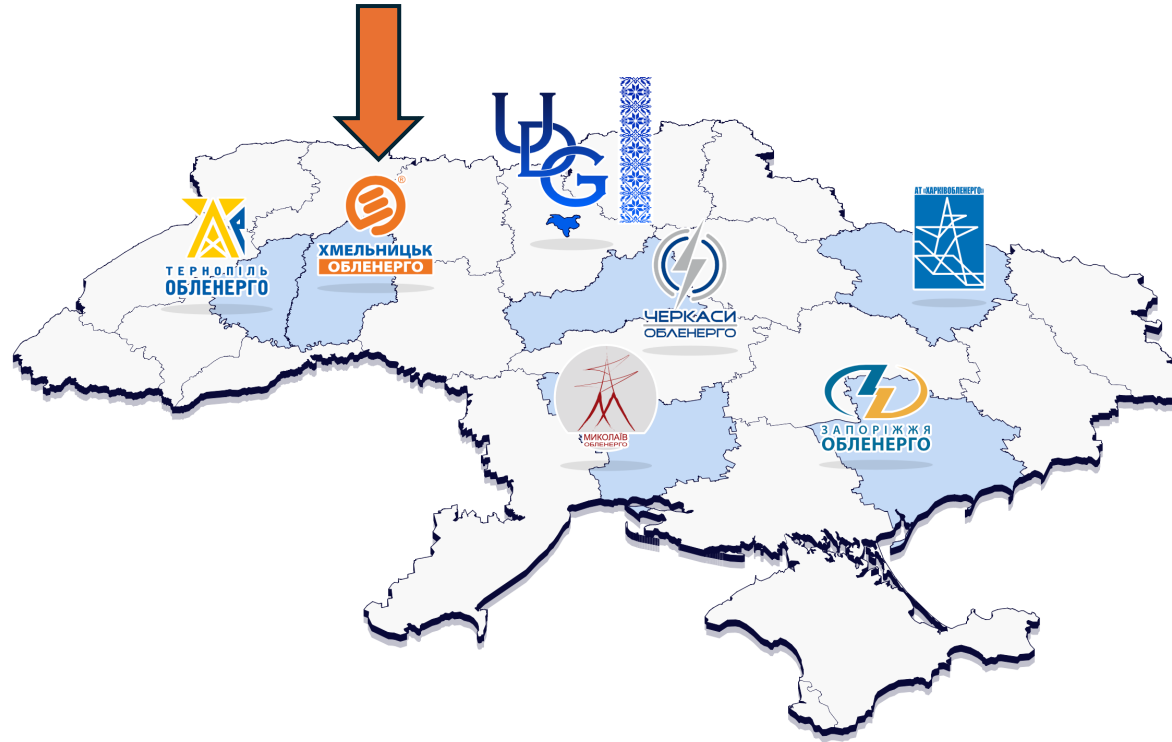 UDG
АТ «ХАРКІВОБЛЕНЕРГО»
ТЕРНОПІЛЬ
ОБЛЕНЕРГО
®
ХМЕЛЬНИЦЬК
ОБЛЕНЕРГО
ЧЕРКАСИ
ОБЛЕНЕРГО
МИКОЛАЇВ
ОБЛЕНЕРГО
ЗАПОРІЖЖЯ
ОБЛЕНЕРГО